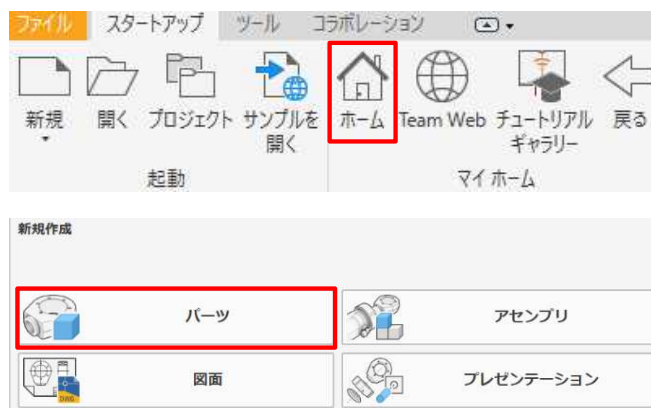 ファイル スタートアップ ツール コラボレーション
新規 開く プロジェクト サンプルを開く ホーム Team Web チュートリアルギャラリー 戻る
起動 マイ ホーム
新規作成
パーツ アセンブリ
DWG
図面 プレゼンテーション